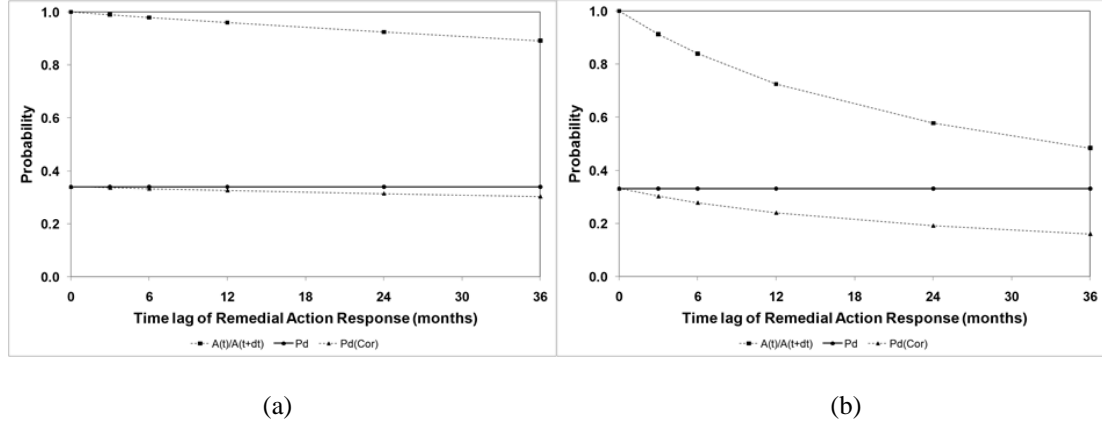 1.0
0.8
0.6
0.4
0.2
0.0
Probability
0 6 12 18 24 30 36
Time lag of Remedial Action Response (months)
A(t)/A(t+dt) Pd Pd(Cor)
(a)
1.0
0.8
0.6
0.4
0.2
0.0
Probability
0 6 12 18 24 30 36
Time lag of Remedial Action Response (months)
A(t)/A(t+dt) Pd Pd(Cor)
(b)